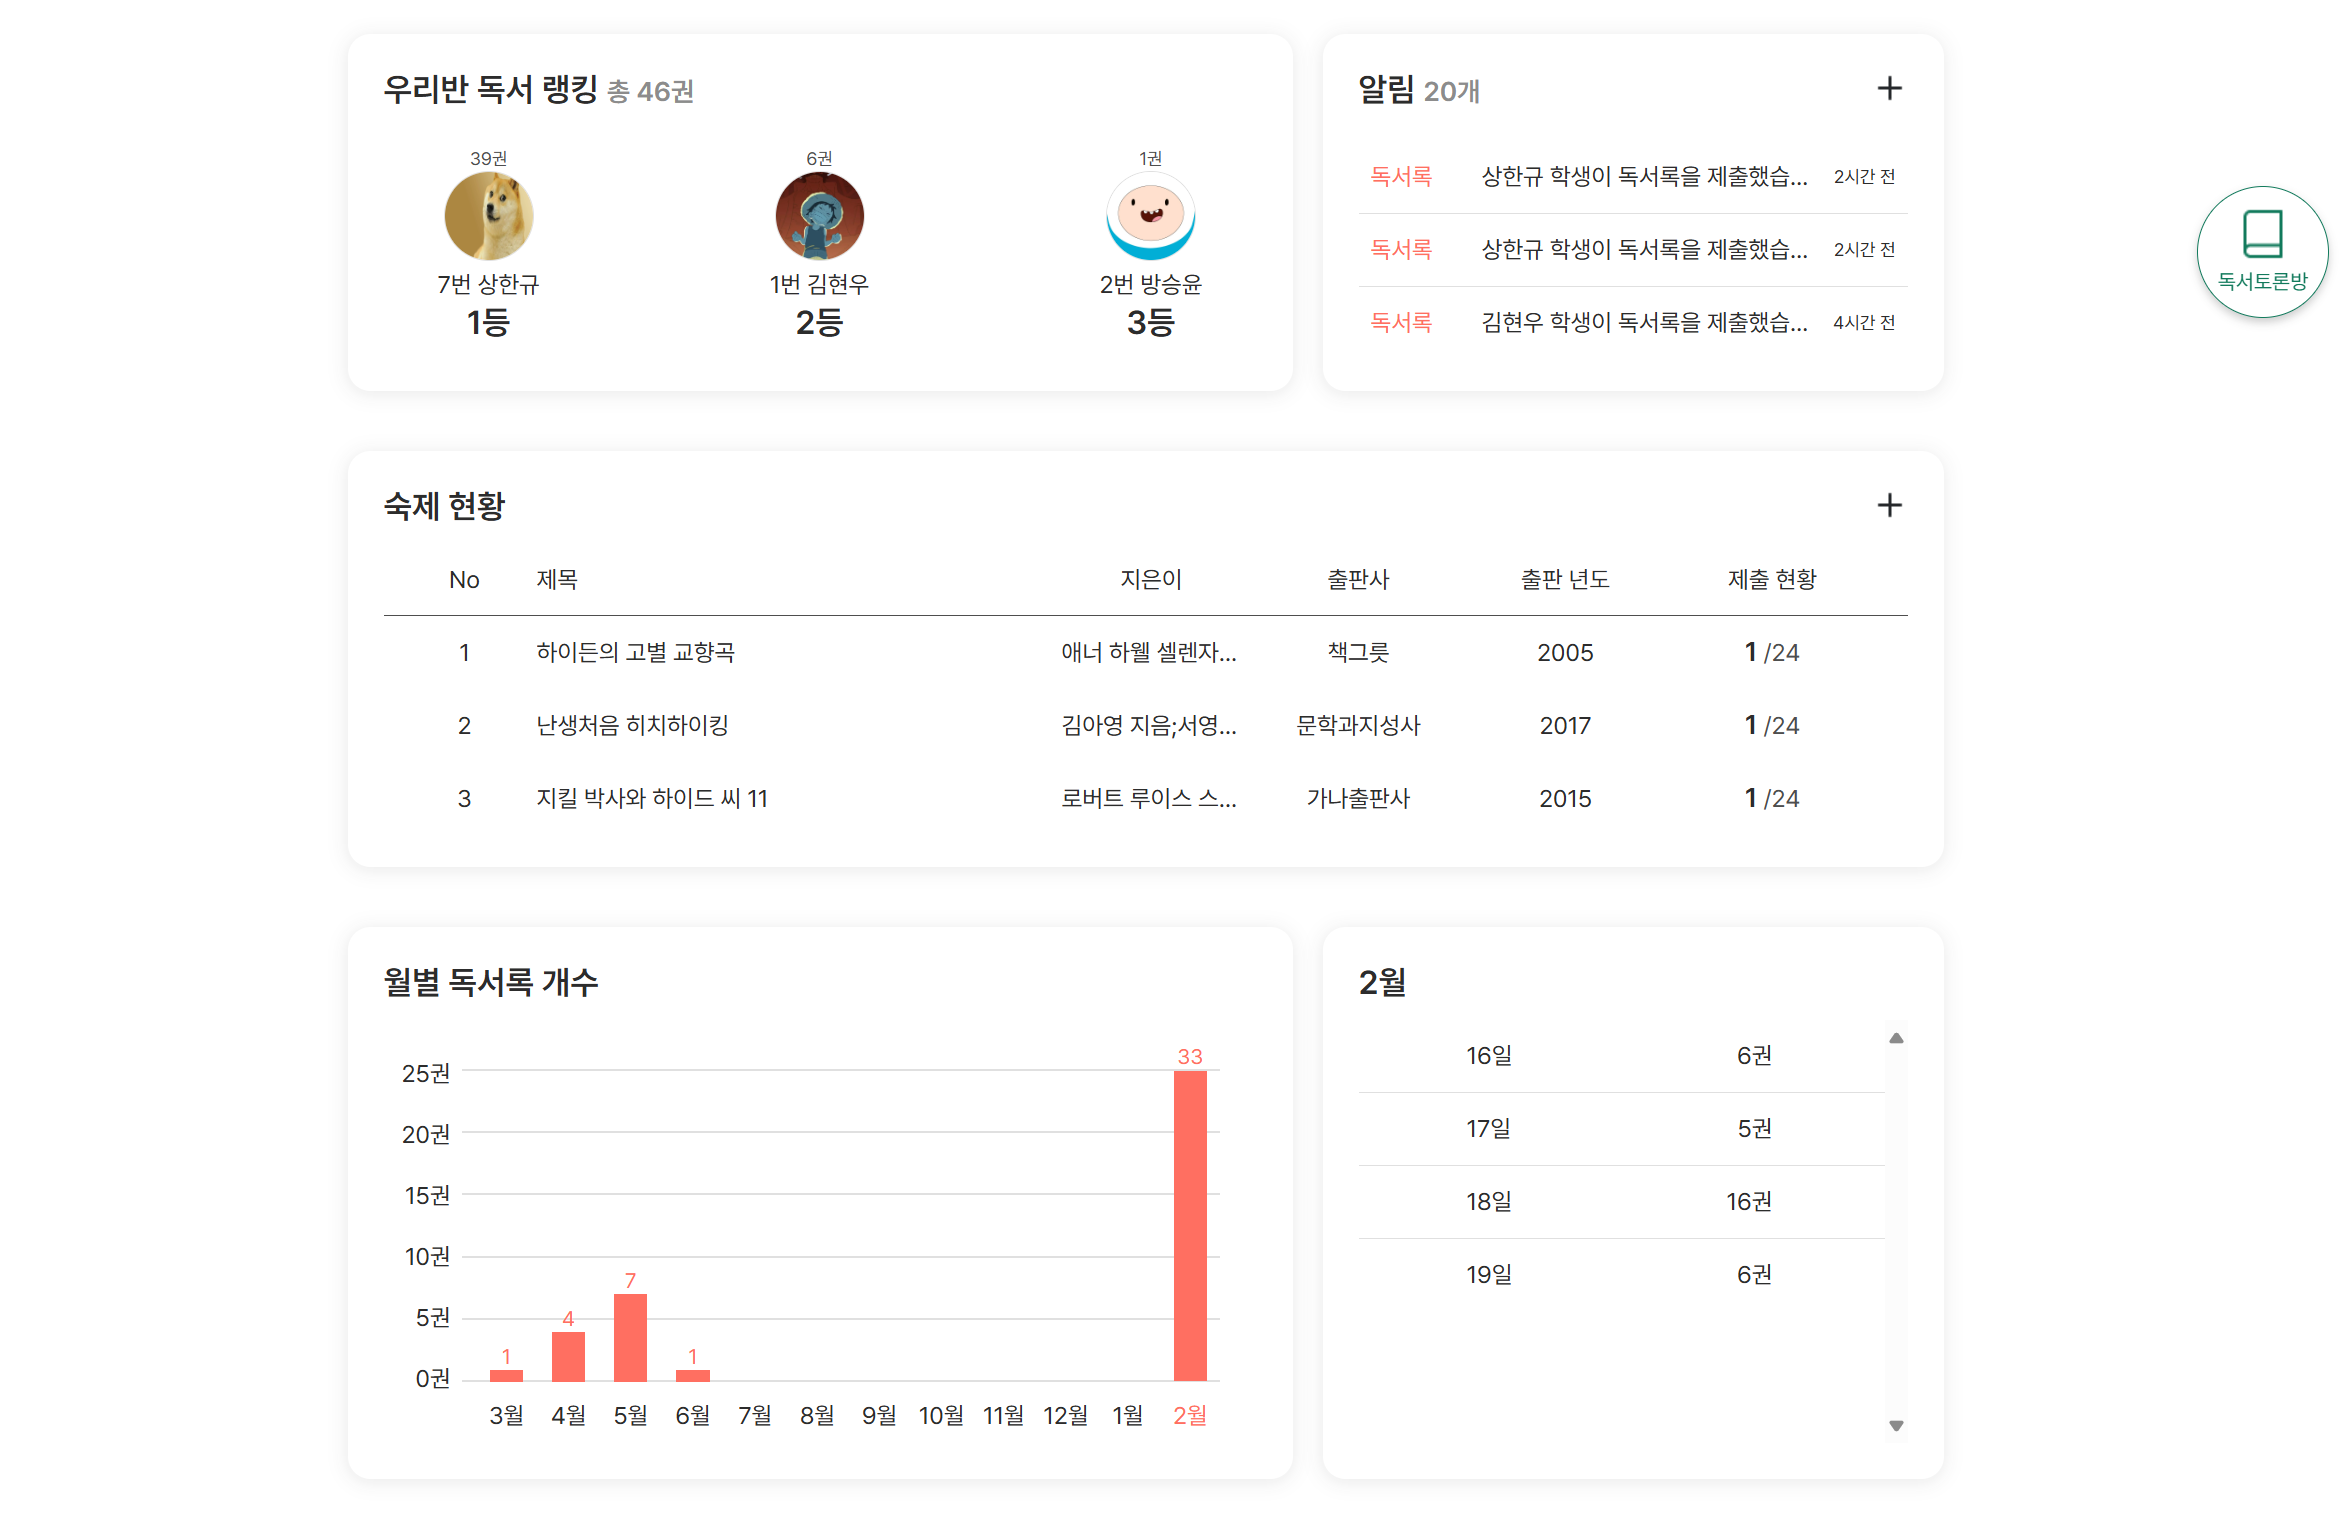 우리반 독서 랭킹 총 46권
39권
7번 상한규
1등
6권
1번 김현우
2등
1권
2번 방승윤
3등
알림 20개
독서록 상한규 학생이 독서록을 제출했습... 2시간 전
독서록 상한규 학생이 독서록을 제출했습... 2시간 전
독서록 김현우 학생이 독서록을 제출했습... 4시간 전
독서토론방
숙제 현황
No 제목 지은이 출판사 출판 년도 제출 현황
1 하이든의 고별 교향곡 애너 하웰 셀렌자... 책그릇 2005 1 /24
2 난생처음 히치하이킹 김아영 지음;서영... 문학과지성사 2017 1 /24
3 지킬 박사와 하이드 씨 11 로버트 루이스 스... 가나출판사 2015 1 /24
월별 독서록 개수
25권
20권
15권
10권
5권
0권
1 4 7 1 33
3월 4월 5월 6월 7월 8월 9월 10월 11월 12월 1월 2월
2월
16일 6권
17일 5권
18일 16권
19일 6권